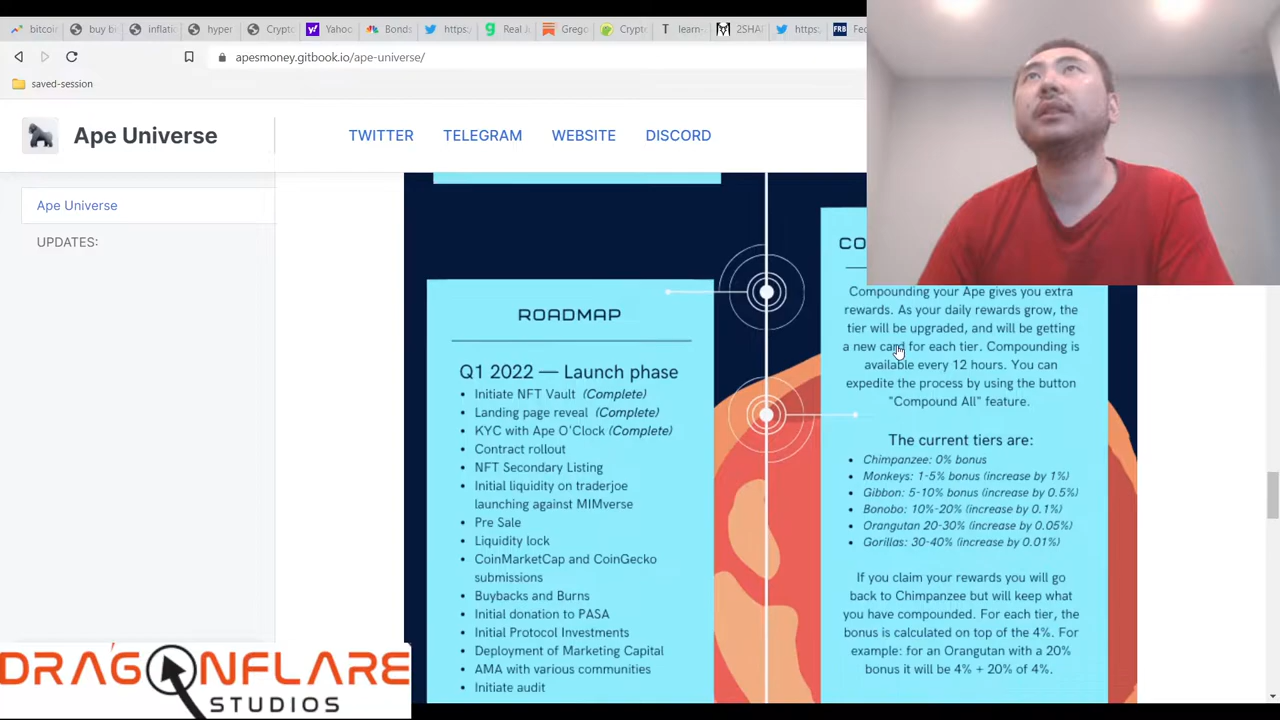 bitcoin
buy b
inflatio
hyper
Crypto
Yahoo
Bonds
https:/
Real J
Grego
Crypto
learn-
2SHA
https:/
FRB
Fec
apesmoney.gitbook.io/ape-universe/
saved-session
Ape Universe
TWITTER
TELEGRAM
WEBSITE
DISCORD
Ape Universe
UPDATES:
ROADMAP
Q1 2022 — Launch phase
• Initiate NFT Vault (Complete)
• Landing page reveal (Complete)
• KYC with Ape O'Clock (Complete)
• Contract rollout
• NFT Secondary Listing
• Initial liquidity on traderjoe
launching against MIMverse
• Pre Sale
• Liquidity lock
• CoinMarketCap and CoinGecko
submissions
• Buybacks and Burns
• Initial donation to PASA
• Initial Protocol Investments
• Deployment of Marketing Capital
• AMA with various communities
• Initiate audit
CO
Compounding your Ape gives you extra
rewards. As your daily rewards grow, the
tier will be upgraded, and will be getting
a new card for each tier. Compounding is
available every 12 hours. You can
expedite the process by using the button
"Compound All" feature.
The current tiers are:
• Chimpanzee: 0% bonus
• Monkeys: 1-5% bonus (increase by 1%)
• Gibbon: 5-10% bonus (increase by 0.5%)
• Bonobo: 10%-20% (increase by 0.1%)
• Orangutan 20-30% (increase by 0.05%)
• Gorillas: 30-40% (increase by 0.01%)
If you claim your rewards you will go
back to Chimpanzee but will keep what
you have compounded. For each tier, the
bonus is calculated on top of the 4%. For
example: for an Orangutan with a 20%
bonus it will be 4% + 20% of 4%.
DRAGONFLARE
STUDIOS